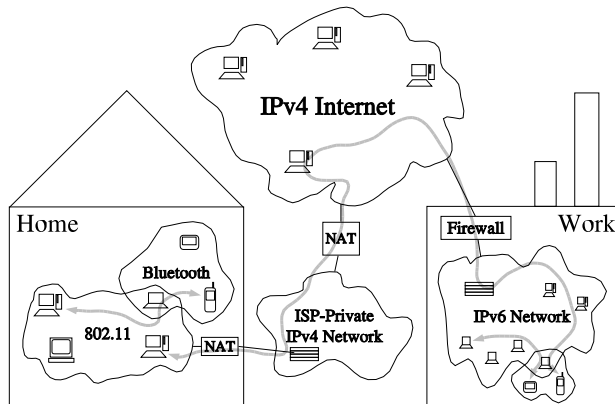 IPv4 Internet
Home
Work
NAT
Firewall
Bluetooth
802.11
NAT
ISP-Private
IPv4 Network
IPv6 Network